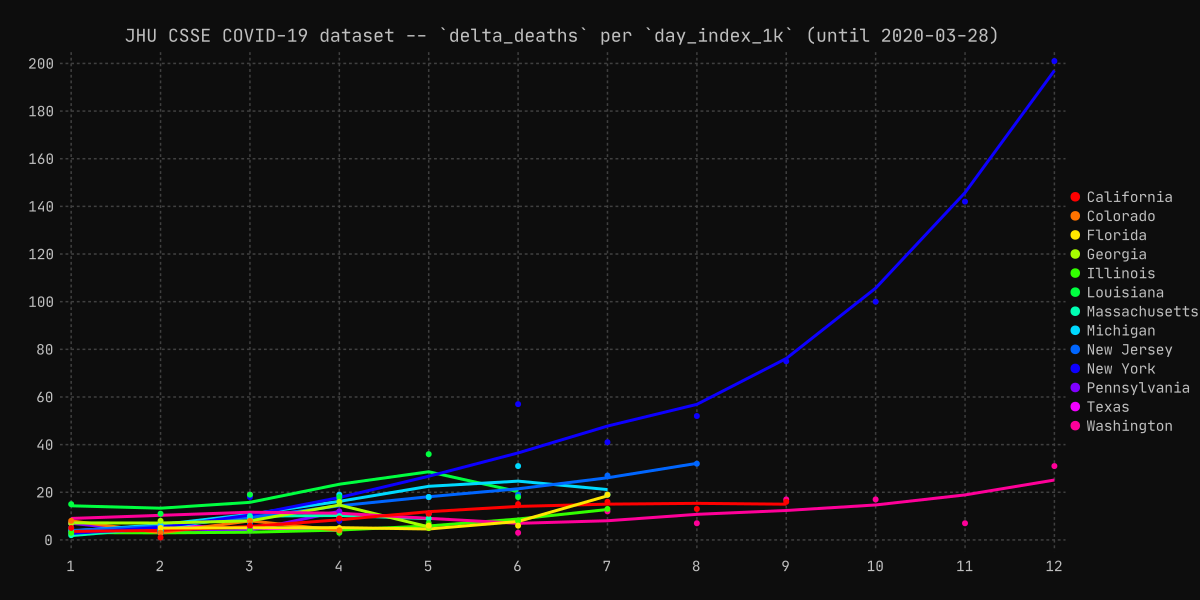 JHU CSSE COVID-19 dataset -- `delta_deaths` per `day_index_1k` (until 2020-03-28)
200
180
160
140
120
100
80
60
40
20
0
1 2 3 4 5 6 7 8 9 10 11 12
California
Colorado
Florida
Georgia
Illinois
Louisiana
Massachusetts
Michigan
New Jersey
New York
Pennsylvania
Texas
Washington